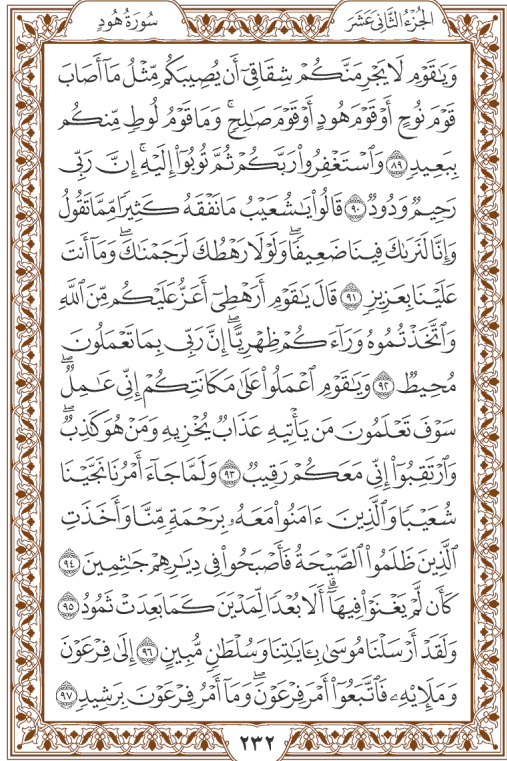 سُورَةُ هُودٍ
الجُزْءُ الثَّانِي عَشَرَ
وَيَٰقَوْمِ لَا يَجْرِمَنَّكُمْ شِقَاقِيٓ أَن يُصِيبَكُم مِّثْلُ مَآ أَصَابَ
قَوْمَ نُوحٍ أَوْ قَوْمَ هُودٍ أَوْ قَوْمَ صَٰلِحٍۚ وَمَا قَوْمُ لُوطٍ مِّنكُم
بِبَعِيدٍ ٨٩ وَٱسْتَغْفِرُوا۟ رَبَّكُمْ ثُمَّ تُوبُوٓا۟ إِلَيْهِۚ إِنَّ رَبِّي
رَحِيمٌ وَدُودٌ ٩٠ قَالُوا۟ يَٰشُعَيْبُ مَا نَفْقَهُ كَثِيرًا مِّمَّا تَقُولُ
وَإِنَّا لَنَرَىٰكَ فِينَا ضَعِيفًاۖ وَلَوْلَا رَهْطُكَ لَرَجَمْنَٰكَۖ وَمَآ أَنتَ
عَلَيْنَا بِعَزِيزٍ ٩١ قَالَ يَٰقَوْمِ أَرَهْطِيٓ أَعَزُّ عَلَيْكُم مِّنَ ٱللَّهِ
وَٱتَّخَذْتُمُوهُ وَرَآءَكُمْ ظِهْرِيًّاۖ إِنَّ رَبِّي بِمَا تَعْمَلُونَ
مُحِيطٌ ٩٢ وَيَٰقَوْمِ ٱعْمَلُوا۟ عَلَىٰ مَكَانَتِكُمْ إِنِّي عَٰمِلٌۖ
سَوْفَ تَعْلَمُونَ مَن يَأْتِيهِ عَذَابٌ يُخْزِيهِ وَمَنْ هُوَ كَٰذِبٌۖ
وَٱرْتَقِبُوٓا۟ إِنِّي مَعَكُمْ رَقِيبٌ ٩٣ وَلَمَّا جَآءَ أَمْرُنَا نَجَّيْنَا
شُعَيْبًا وَٱلَّذِينَ ءَامَنُوا۟ مَعَهُۥ بِرَحْمَةٍ مِّنَّا وَأَخَذَتِ
ٱلَّذِينَ ظَلَمُوا۟ ٱلصَّيْحَةُ فَأَصْبَحُوا۟ فِي دِيَٰرِهِمْ جَٰثِمِينَ ٩٤
كَأَن لَّمْ يَغْنَوْا۟ فِيهَآۗ أَلَا بُعْدًا لِّمَدْيَنَ كَمَا بَعِدَتْ ثَمُودُ ٩٥
وَلَقَدْ أَرْسَلْنَا مُوسَىٰ بِـَٔايَٰتِنَا وَسُلْطَٰنٍ مُّبِينٍ ٩٦ إِلَىٰ فِرْعَوْنَ
وَمَلَإِي۟هِۦ فَٱتَّبَعُوٓا۟ أَمْرَ فِرْعَوْنَۖ وَمَآ أَمْرُ فِرْعَوْنَ بِرَشِيدٍ ٩٧
٢٣٢